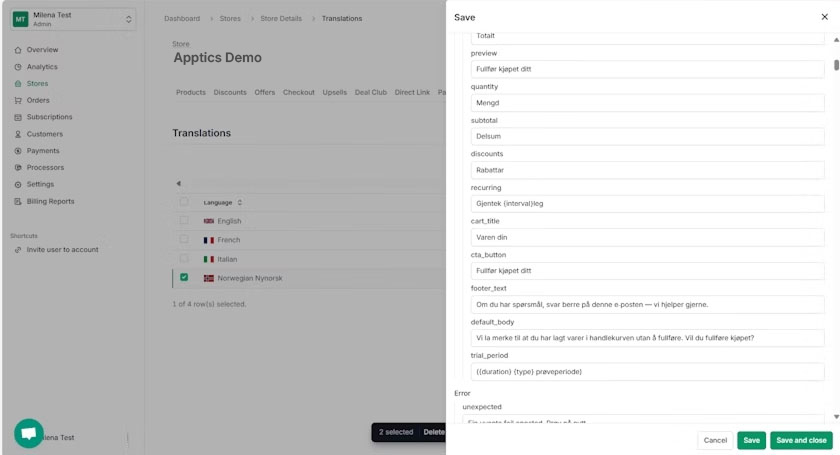 MT
Milena Test
Admin
Overview
Analytics
Stores
Orders
Subscriptions
Customers
Payments
Processors
Settings
Billing Reports
Shortcuts
Invite user to account
Milena Test
Dashboard > Stores > Store Details > Translations
Store
Apptics Demo
Products Discounts Offers Checkout Upsells Deal Club Direct Link
Translations
Language
English
French
Italian
Norwegian Nynorsk
1 of 4 row(s) selected.
2 selected Delete
Save
Totalt
preview
Fullfør kjøpet ditt
quantity
Mengd
subtotal
Delsum
discounts
Rabattar
recurring
Gjentek {interval}leg
cart_title
Varen din
cta_button
Fullfør kjøpet ditt
footer_text
Om du har spørsmål, svar berre på denne e-posten — vi hjelper gjerne.
default_body
Vi la merke til at du har lagt varer i handlekurven utan å fullføre. Vil du fullføre kjøpet?
trial_period
({duration} {type} prøveperiode)
Error
unexpected
Cancel
Save
Save and close